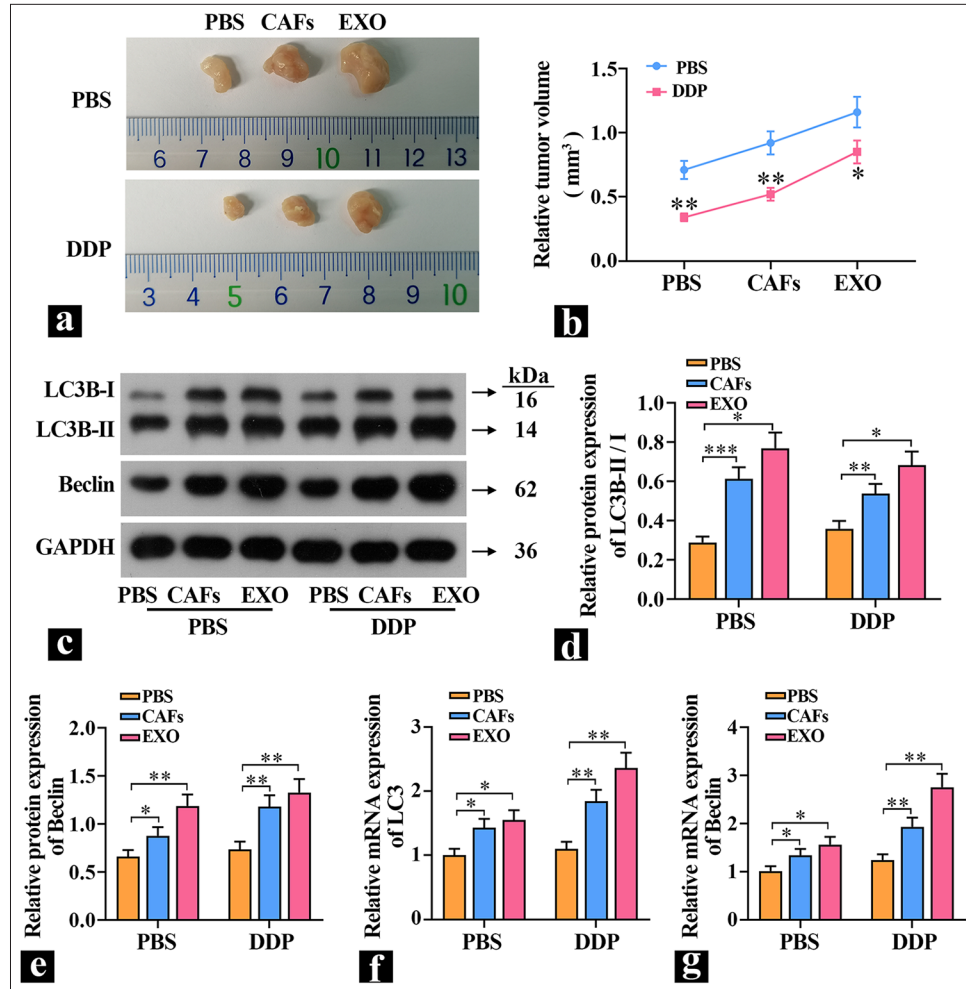 PBS CAFs EXO
PBS
6 7 8 9 10 11 12 13
DDP
3 4 5 6 7 8 9 10
a
Relative tumor volume
( mm³ )
1.5
1.0
0.5
0.0
PBS
DDP
**
**
*
PBS CAFs EXO
b
LC3B-I
LC3B-II
Beclin
GAPDH
kDa
16
14
62
36
PBS CAFs EXO PBS CAFs EXO
PBS DDP
c
PBS
CAFs
EXO
Relative protein expression
of LC3B-II / I
1.0
0.8
0.6
0.4
0.2
0.0
*
***
*
**
PBS DDP
d
PBS
CAFs
EXO
Relative protein expression
of Beclin
2.0
1.5
1.0
0.5
0.0
**
*
**
**
PBS DDP
e
PBS
CAFs
EXO
Relative mRNA expression
of LC3
3
2
1
0
*
*
**
**
PBS DDP
f
PBS
CAFs
EXO
Relative mRNA expression
of Beclin
4
3
2
1
0
*
*
**
**
PBS DDP
g